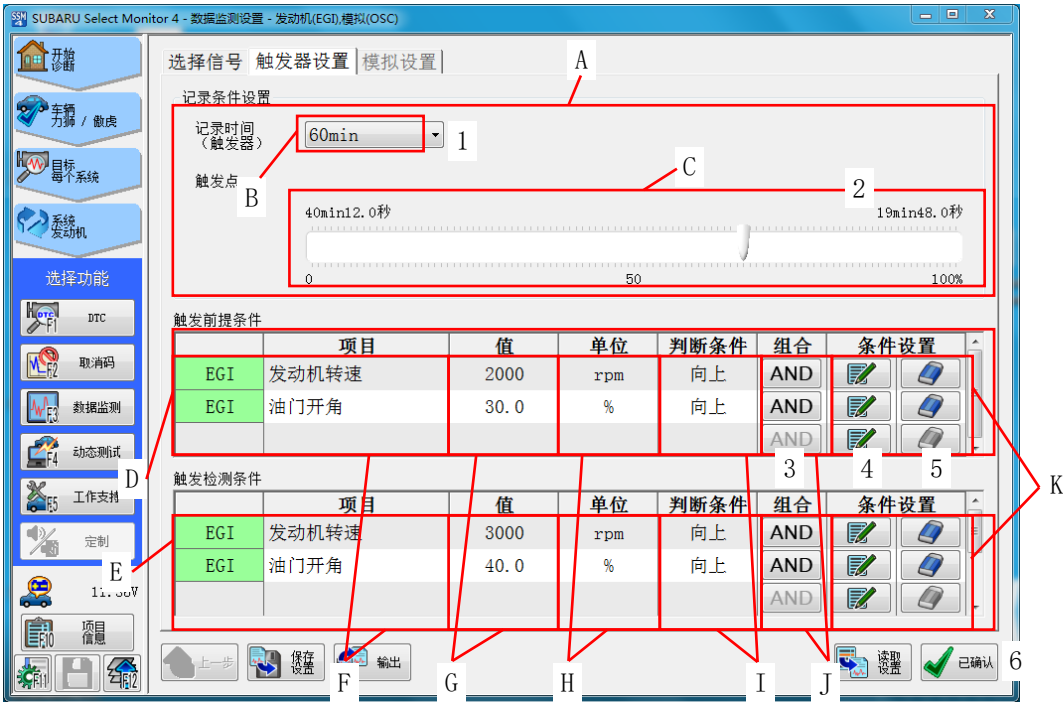 SUBARU Select Monitor 4 - 数据监测设置 - 发动机(EGI),模拟(OSC)
开始
诊断
车辆
力狮 / 傲虎
目标
每个系统
系统
发动机
选择功能
DTC F1
DTC
F2
取消码
F3
数据监测
F4
动态测试
F5
工作支持
定制
F10
项目
信息
F11
F12
选择信号 触发器设置 模拟设置
A
记录条件设置
记录时间
（触发器）
60min
1
触发点
B
C
2
40min12.0秒 19min48.0秒
0 50 100%
触发前提条件
项目 值 单位 判断条件 组合 条件设置
EGI 发动机转速 2000 rpm 向上 AND
EGI 油门开角 30.0 % 向上 AND
AND
D 3 4 5 K
触发检测条件
项目 值 单位 判断条件 组合 条件设置
EGI 发动机转速 3000 rpm 向上 AND
EGI 油门开角 40.0 % 向上 AND
AND
E
上一步
保存
设置
输出
读取
设置
已确认
6
F G H I J